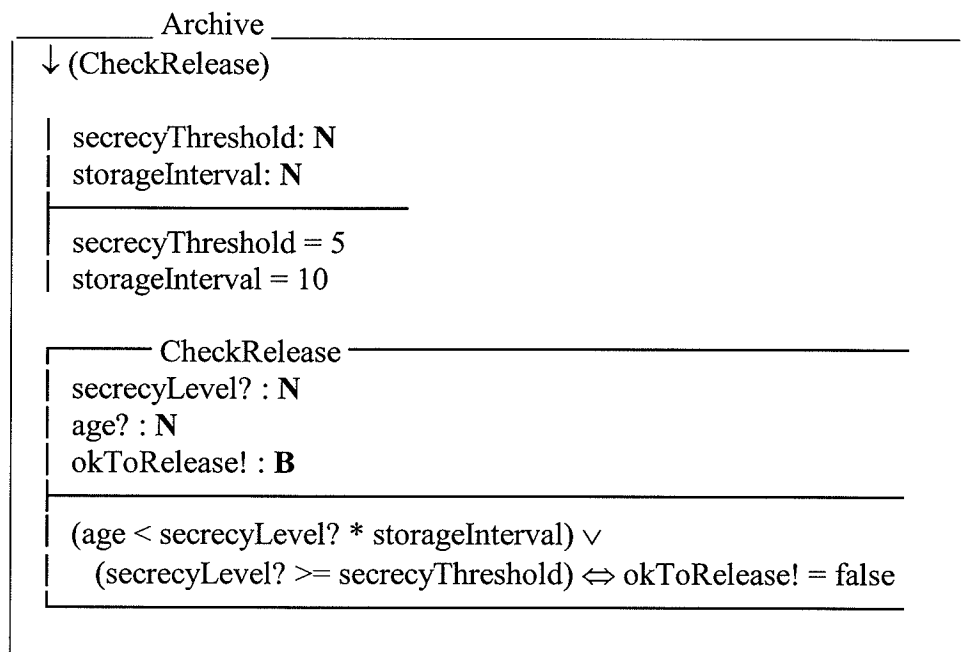 Archive
↓ (CheckRelease)
secrecyThreshold: N
storageInterval: N
secrecyThreshold = 5
storageInterval = 10
CheckRelease
secrecyLevel? : N
age? : N
okToRelease! : B
(age < secrecyLevel? * storageInterval) ∨
(secrecyLevel? >= secrecyThreshold) ⇔ okToRelease! = false